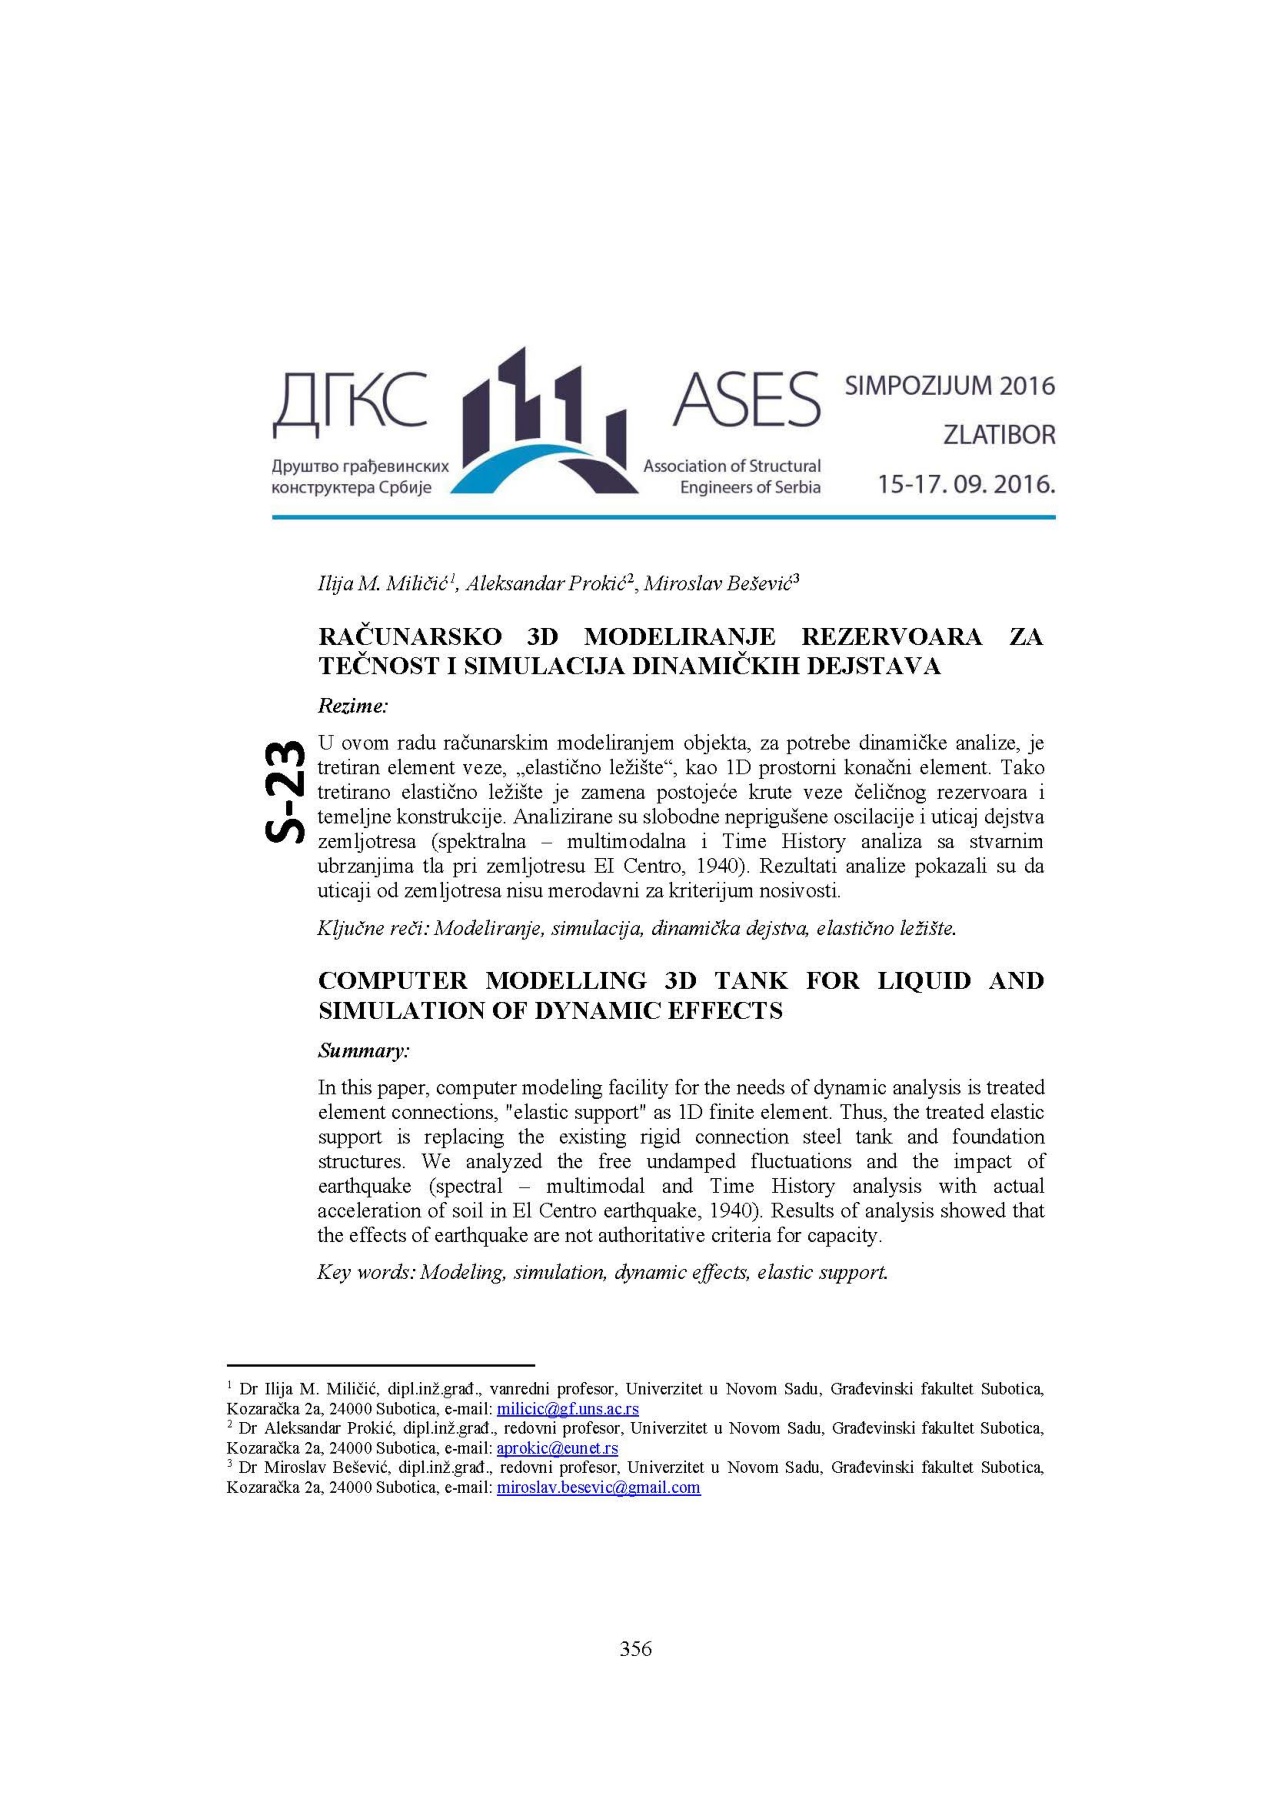 ДГКС
Друштво грађевинских
конструктера Србије
ASES
Association of Structural
Engineers of Serbia
SIMPOZIJUM 2016
ZLATIBOR
15-17. 09. 2016.
Ilija M. Miličić¹, Aleksandar Prokić², Miroslav Bešević³
RAČUNARSKO 3D MODELIRANJE REZERVOARA ZA
TEČNOST I SIMULACIJA DINAMIČKIH DEJSTAVA
Rezime:
S-23
U ovom radu računarskim modeliranjem objekta, za potrebe dinamičke analize, je
tretiran element veze, „elastično ležište“, kao 1D prostorni konačni element. Tako
tretirano elastično ležište je zamena postojeće krute veze čeličnog rezervoara i
temeljne konstrukcije. Analizirane su slobodne neprigušene oscilacije i uticaj dejstva
zemljotresa (spektralna – multimodalna i Time History analiza sa stvarnim
ubrzanjima tla pri zemljotresu EI Centro, 1940). Rezultati analize pokazali su da
uticaji od zemljotresa nisu merodavni za kriterijum nosivosti.
Ključne reči: Modeliranje, simulacija, dinamička dejstva, elastično ležište.
COMPUTER MODELLING 3D TANK FOR LIQUID AND
SIMULATION OF DYNAMIC EFFECTS
Summary:
In this paper, computer modeling facility for the needs of dynamic analysis is treated
element connections, "elastic support" as 1D finite element. Thus, the treated elastic
support is replacing the existing rigid connection steel tank and foundation
structures. We analyzed the free undamped fluctuations and the impact of
earthquake (spectral – multimodal and Time History analysis with actual
acceleration of soil in El Centro earthquake, 1940). Results of analysis showed that
the effects of earthquake are not authoritative criteria for capacity.
Key words: Modeling, simulation, dynamic effects, elastic support.
¹ Dr Ilija M. Miličić, dipl.inž.građ., vanredni profesor, Univerzitet u Novom Sadu, Građevinski fakultet Subotica,
Kozaračka 2a, 24000 Subotica, e-mail: milicic@gf.uns.ac.rs
² Dr Aleksandar Prokić, dipl.inž.građ., redovni profesor, Univerzitet u Novom Sadu, Građevinski fakultet Subotica,
Kozaračka 2a, 24000 Subotica, e-mail: aprokic@eunet.rs
³ Dr Miroslav Bešević, dipl.inž.građ., redovni profesor, Univerzitet u Novom Sadu, Građevinski fakultet Subotica,
Kozaračka 2a, 24000 Subotica, e-mail: miroslav.besevic@gmail.com
356